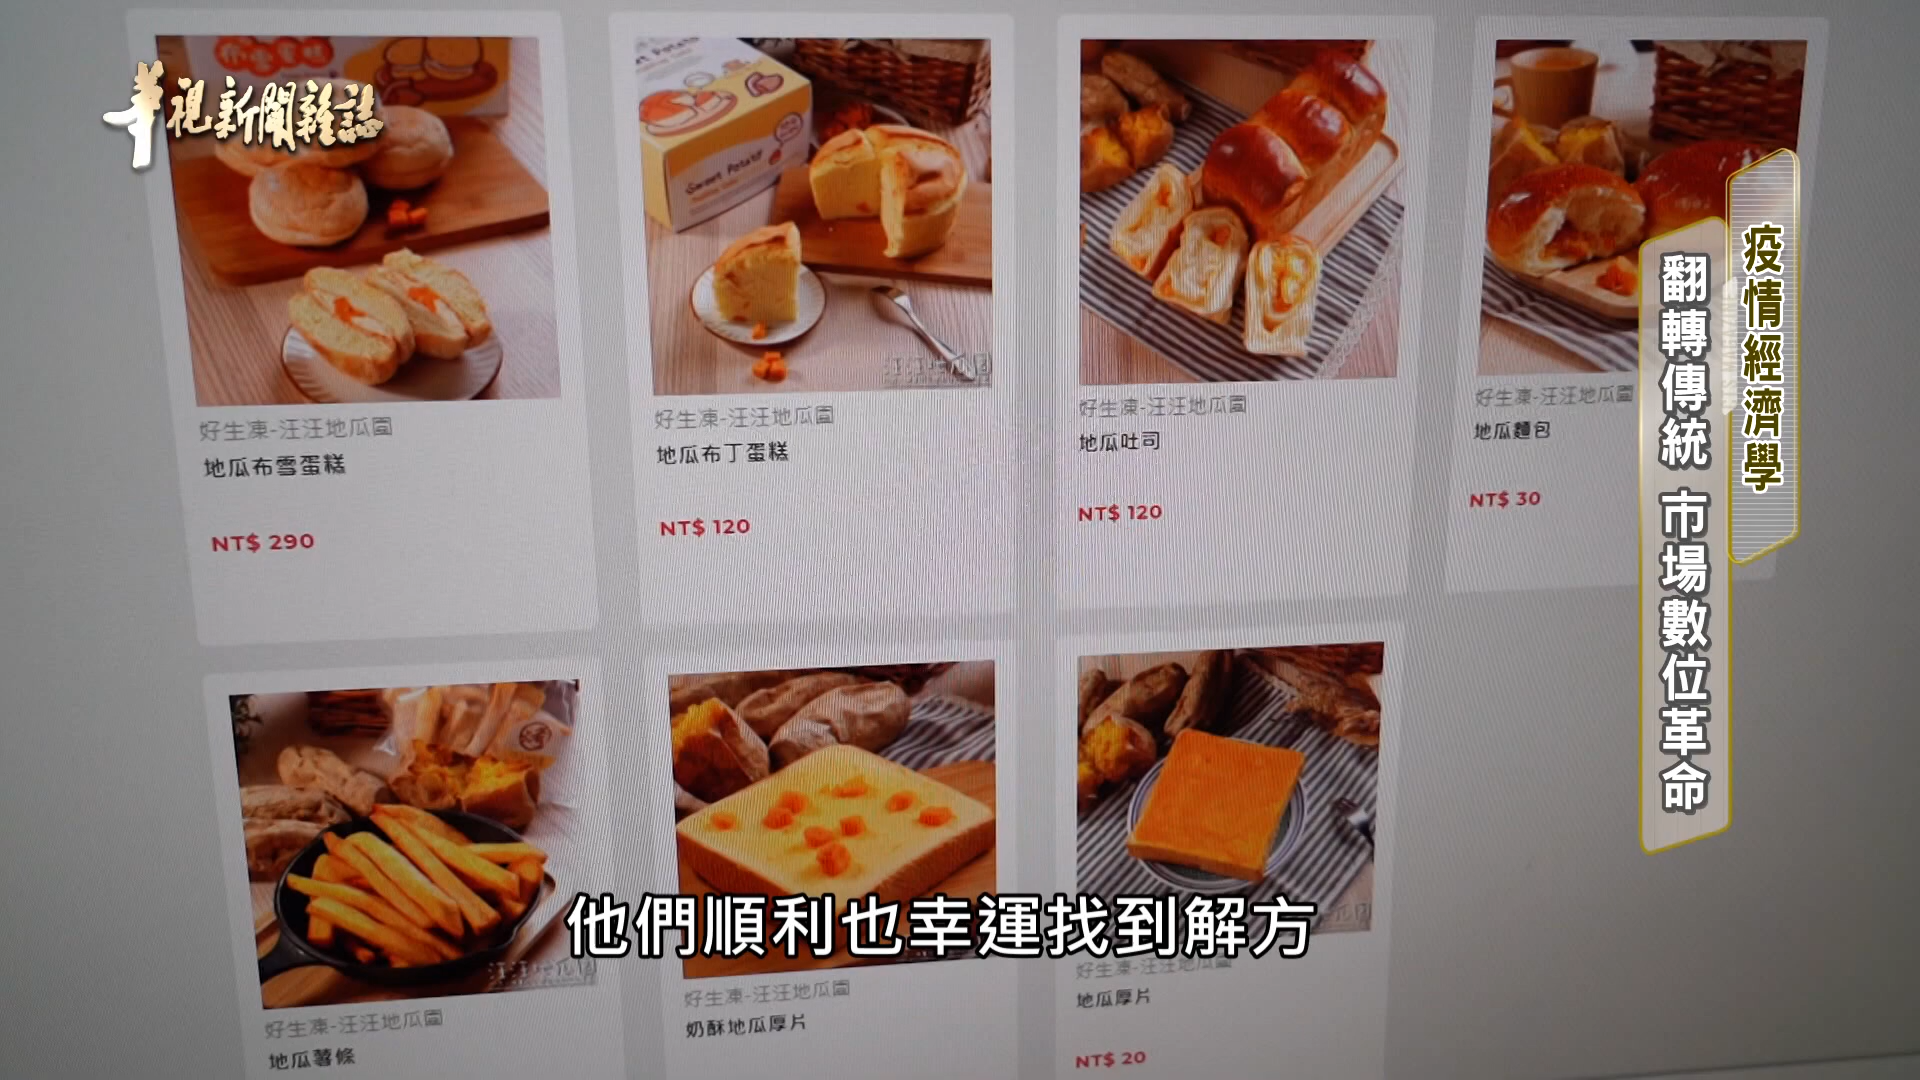 華視新聞雜誌
Sweet Potato
好生凍-汪汪地瓜園
地瓜布雪蛋糕
NT$ 290
好生凍-汪汪地瓜園
地瓜布丁蛋糕
NT$ 120
好生凍-汪汪地瓜園
地瓜吐司
NT$ 120
好生凍-汪汪地瓜園
地瓜麵包
NT$ 30
疫情經濟學
翻轉傳統 市場數位革命
好生凍-汪汪地瓜園
地瓜薯條
好生凍-汪汪地瓜園
奶酥地瓜厚片
好生凍-汪汪地瓜園
地瓜厚片
NT$ 20
他們順利也幸運找到解方